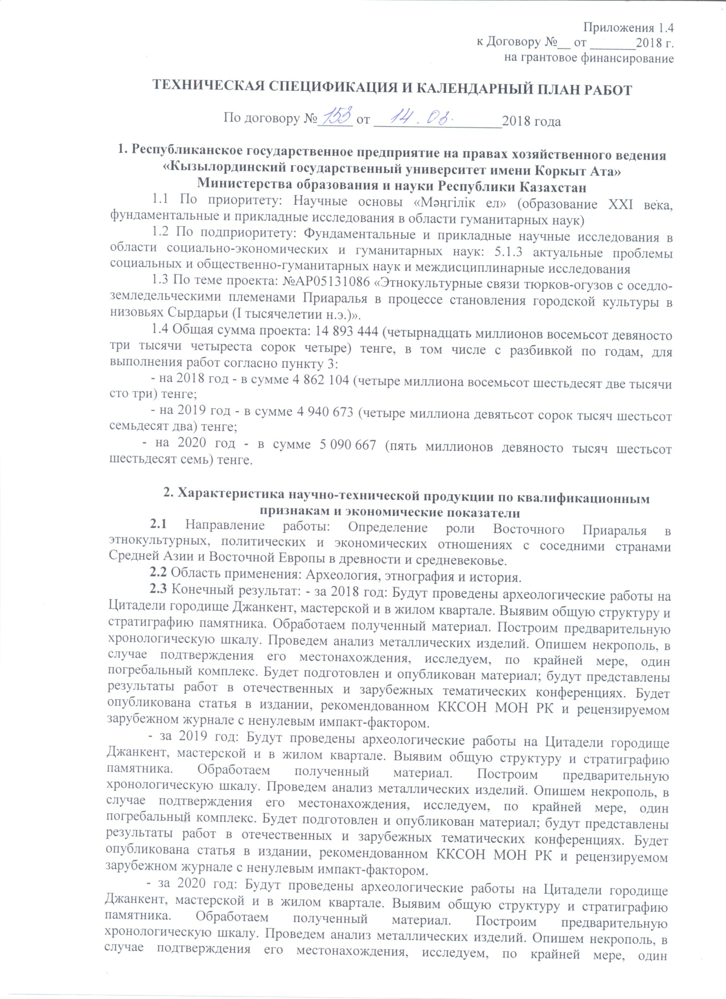 Приложения 1.4
к Договору №__ от _______2018 г.
на грантовое финансирование
ТЕХНИЧЕСКАЯ СПЕЦИФИКАЦИЯ И КАЛЕНДАРНЫЙ ПЛАН РАБОТ
По договору № 153 от 14.03. 2018 года
1. Республиканское государственное предприятие на правах хозяйственного ведения
«Кызылординский государственный университет имени Коркыт Ата»
Министерства образования и науки Республики Казахстан
1.1 По приоритету: Научные основы «Мәңгілік ел» (образование XXI века,
фундаментальные и прикладные исследования в области гуманитарных наук)
1.2 По подприоритету: Фундаментальные и прикладные научные исследования в
области социально-экономических и гуманитарных наук: 5.1.3 актуальные проблемы
социальных и общественно-гуманитарных наук и междисциплинарные исследования
1.3 По теме проекта: №АР05131086 «Этнокультурные связи тюрков-огузов с оседло-
земледельческими племенами Приаралья в процессе становления городской культуры в
низовьях Сырдарьи (I тысячелетии н.э.)».
1.4 Общая сумма проекта: 14 893 444 (четырнадцать миллионов восемьсот девяносто
три тысячи четыреста сорок четыре) тенге, в том числе с разбивкой по годам, для
выполнения работ согласно пункту 3:
- на 2018 год - в сумме 4 862 104 (четыре миллиона восемьсот шестьдесят две тысячи
сто три) тенге;
- на 2019 год - в сумме 4 940 673 (четыре миллиона девятьсот сорок тысяч шестьсот
семьдесят два) тенге;
- на 2020 год - в сумме 5 090 667 (пять миллионов девяносто тысяч шестьсот
шестьдесят семь) тенге.
2. Характеристика научно-технической продукции по квалификационным
признакам и экономические показатели
2.1 Направление работы: Определение роли Восточного Приаралья в
этнокультурных, политических и экономических отношениях с соседними странами
Средней Азии и Восточной Европы в древности и средневековье.
2.2 Область применения: Археология, этнография и история.
2.3 Конечный результат: - за 2018 год: Будут проведены археологические работы на
Цитадели городище Джанкент, мастерской и в жилом квартале. Выявим общую структуру и
стратиграфию памятника. Обработаем полученный материал. Построим предварительную
хронологическую шкалу. Проведем анализ металлических изделий. Опишем некрополь, в
случае подтверждения его местонахождения, исследуем, по крайней мере, один
погребальный комплекс. Будет подготовлен и опубликован материал; будут представлены
результаты работ в отечественных и зарубежных тематических конференциях. Будет
опубликована статья в издании, рекомендованном ККСОН МОН РК и рецензируемом
зарубежном журнале с ненулевым импакт-фактором.
- за 2019 год: Будут проведены археологические работы на Цитадели городище
Джанкент, мастерской и в жилом квартале. Выявим общую структуру и стратиграфию
памятника. Обработаем полученный материал. Построим предварительную
хронологическую шкалу. Проведем анализ металлических изделий. Опишем некрополь, в
случае подтверждения его местонахождения, исследуем, по крайней мере, один
погребальный комплекс. Будет подготовлен и опубликован материал; будут представлены
результаты работ в отечественных и зарубежных тематических конференциях. Будет
опубликована статья в издании, рекомендованном ККСОН МОН РК и рецензируемом
зарубежном журнале с ненулевым импакт-фактором.
- за 2020 год: Будут проведены археологические работы на Цитадели городище
Джанкент, мастерской и в жилом квартале. Выявим общую структуру и стратиграфию
памятника. Обработаем полученный материал. Построим предварительную
хронологическую шкалу. Проведем анализ металлических изделий. Опишем некрополь, в
случае подтверждения его местонахождения, исследуем, по крайней мере, один